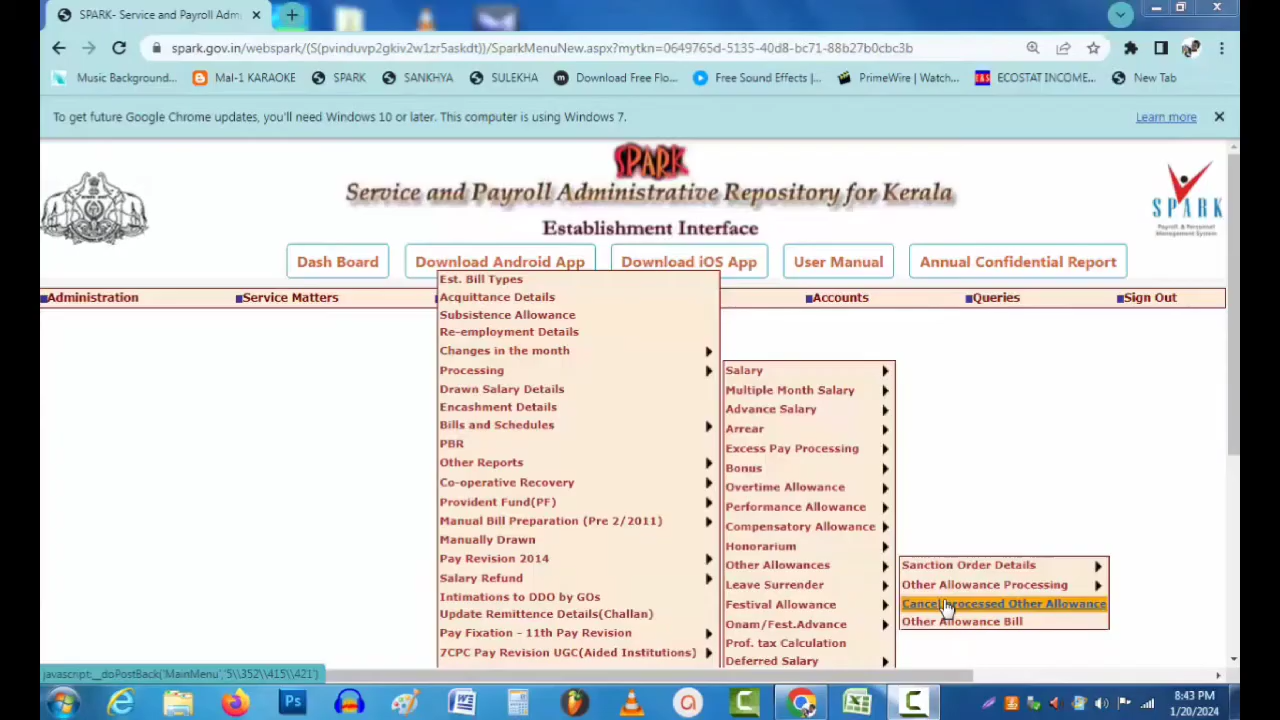 SPARK- Service and Payroll Adm
spark.gov.in/webspark/(S(pvinduvp2gkiv2w1zr5askdt))/SparkMenuNew.aspx?mytkn=0649765d-5135-40d8-bc71-88b27b0cbc3b
Music Background...
Mal-1 KARAOKE
SPARK
SANKHYA
SULEKHA
Download Free Flo...
Free Sound Effects |...
PrimeWire | Watch...
ECOSTAT INCOME...
New Tab
To get future Google Chrome updates, you'll need Windows 10 or later. This computer is using Windows 7.
Learn more
SPARK
Service and Payroll Administrative Repository for Kerala
Establishment Interface
SPARK
Payroll & Personnel
Management System
Dash Board
Download Android App
Download iOS App
User Manual
Annual Confidential Report
Administration
Service Matters
Accounts
Queries
Sign Out
Est. Bill Types
Acquittance Details
Subsistence Allowance
Re-employment Details
Changes in the month
Processing
Drawn Salary Details
Encashment Details
Bills and Schedules
PBR
Other Reports
Co-operative Recovery
Provident Fund(PF)
Manual Bill Preparation (Pre 2/2011)
Manually Drawn
Pay Revision 2014
Salary Refund
Intimations to DDO by GOs
Update Remittence Details(Challan)
Pay Fixation - 11th Pay Revision
7CPC Pay Revision UGC(Aided Institutions)
Salary
Multiple Month Salary
Advance Salary
Arrear
Excess Pay Processing
Bonus
Overtime Allowance
Performance Allowance
Compensatory Allowance
Honorarium
Other Allowances
Leave Surrender
Festival Allowance
Onam/Fest.Advance
Prof. tax Calculation
Deferred Salary
Sanction Order Details
Other Allowance Processing
Cancel Processed Other Allowance
Other Allowance Bill
javascript:__doPostBack('MainMenu','5\\352\\415\\421')
Ps
8:43 PM
1/20/2024